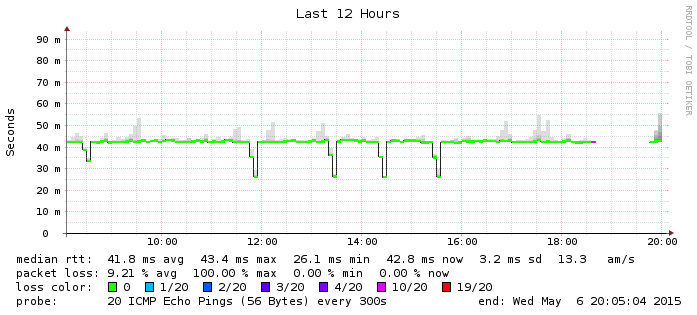 Last 12 Hours
RRDTOOL / TOBI OETIKER
Seconds
90 m
80 m
70 m
60 m
50 m
40 m
30 m
20 m
10 m
0
10:00 12:00 14:00 16:00 18:00 20:00
median rtt: 41.8 ms avg 43.4 ms max 26.1 ms min 42.8 ms now 3.2 ms sd 13.3 am/s
packet loss: 9.21 % avg 100.00 % max 0.00 % min 0.00 % now
loss color: 0 1/20 2/20 3/20 4/20 10/20 19/20
probe: 20 ICMP Echo Pings (56 Bytes) every 300s end: Wed May 6 20:05:04 2015